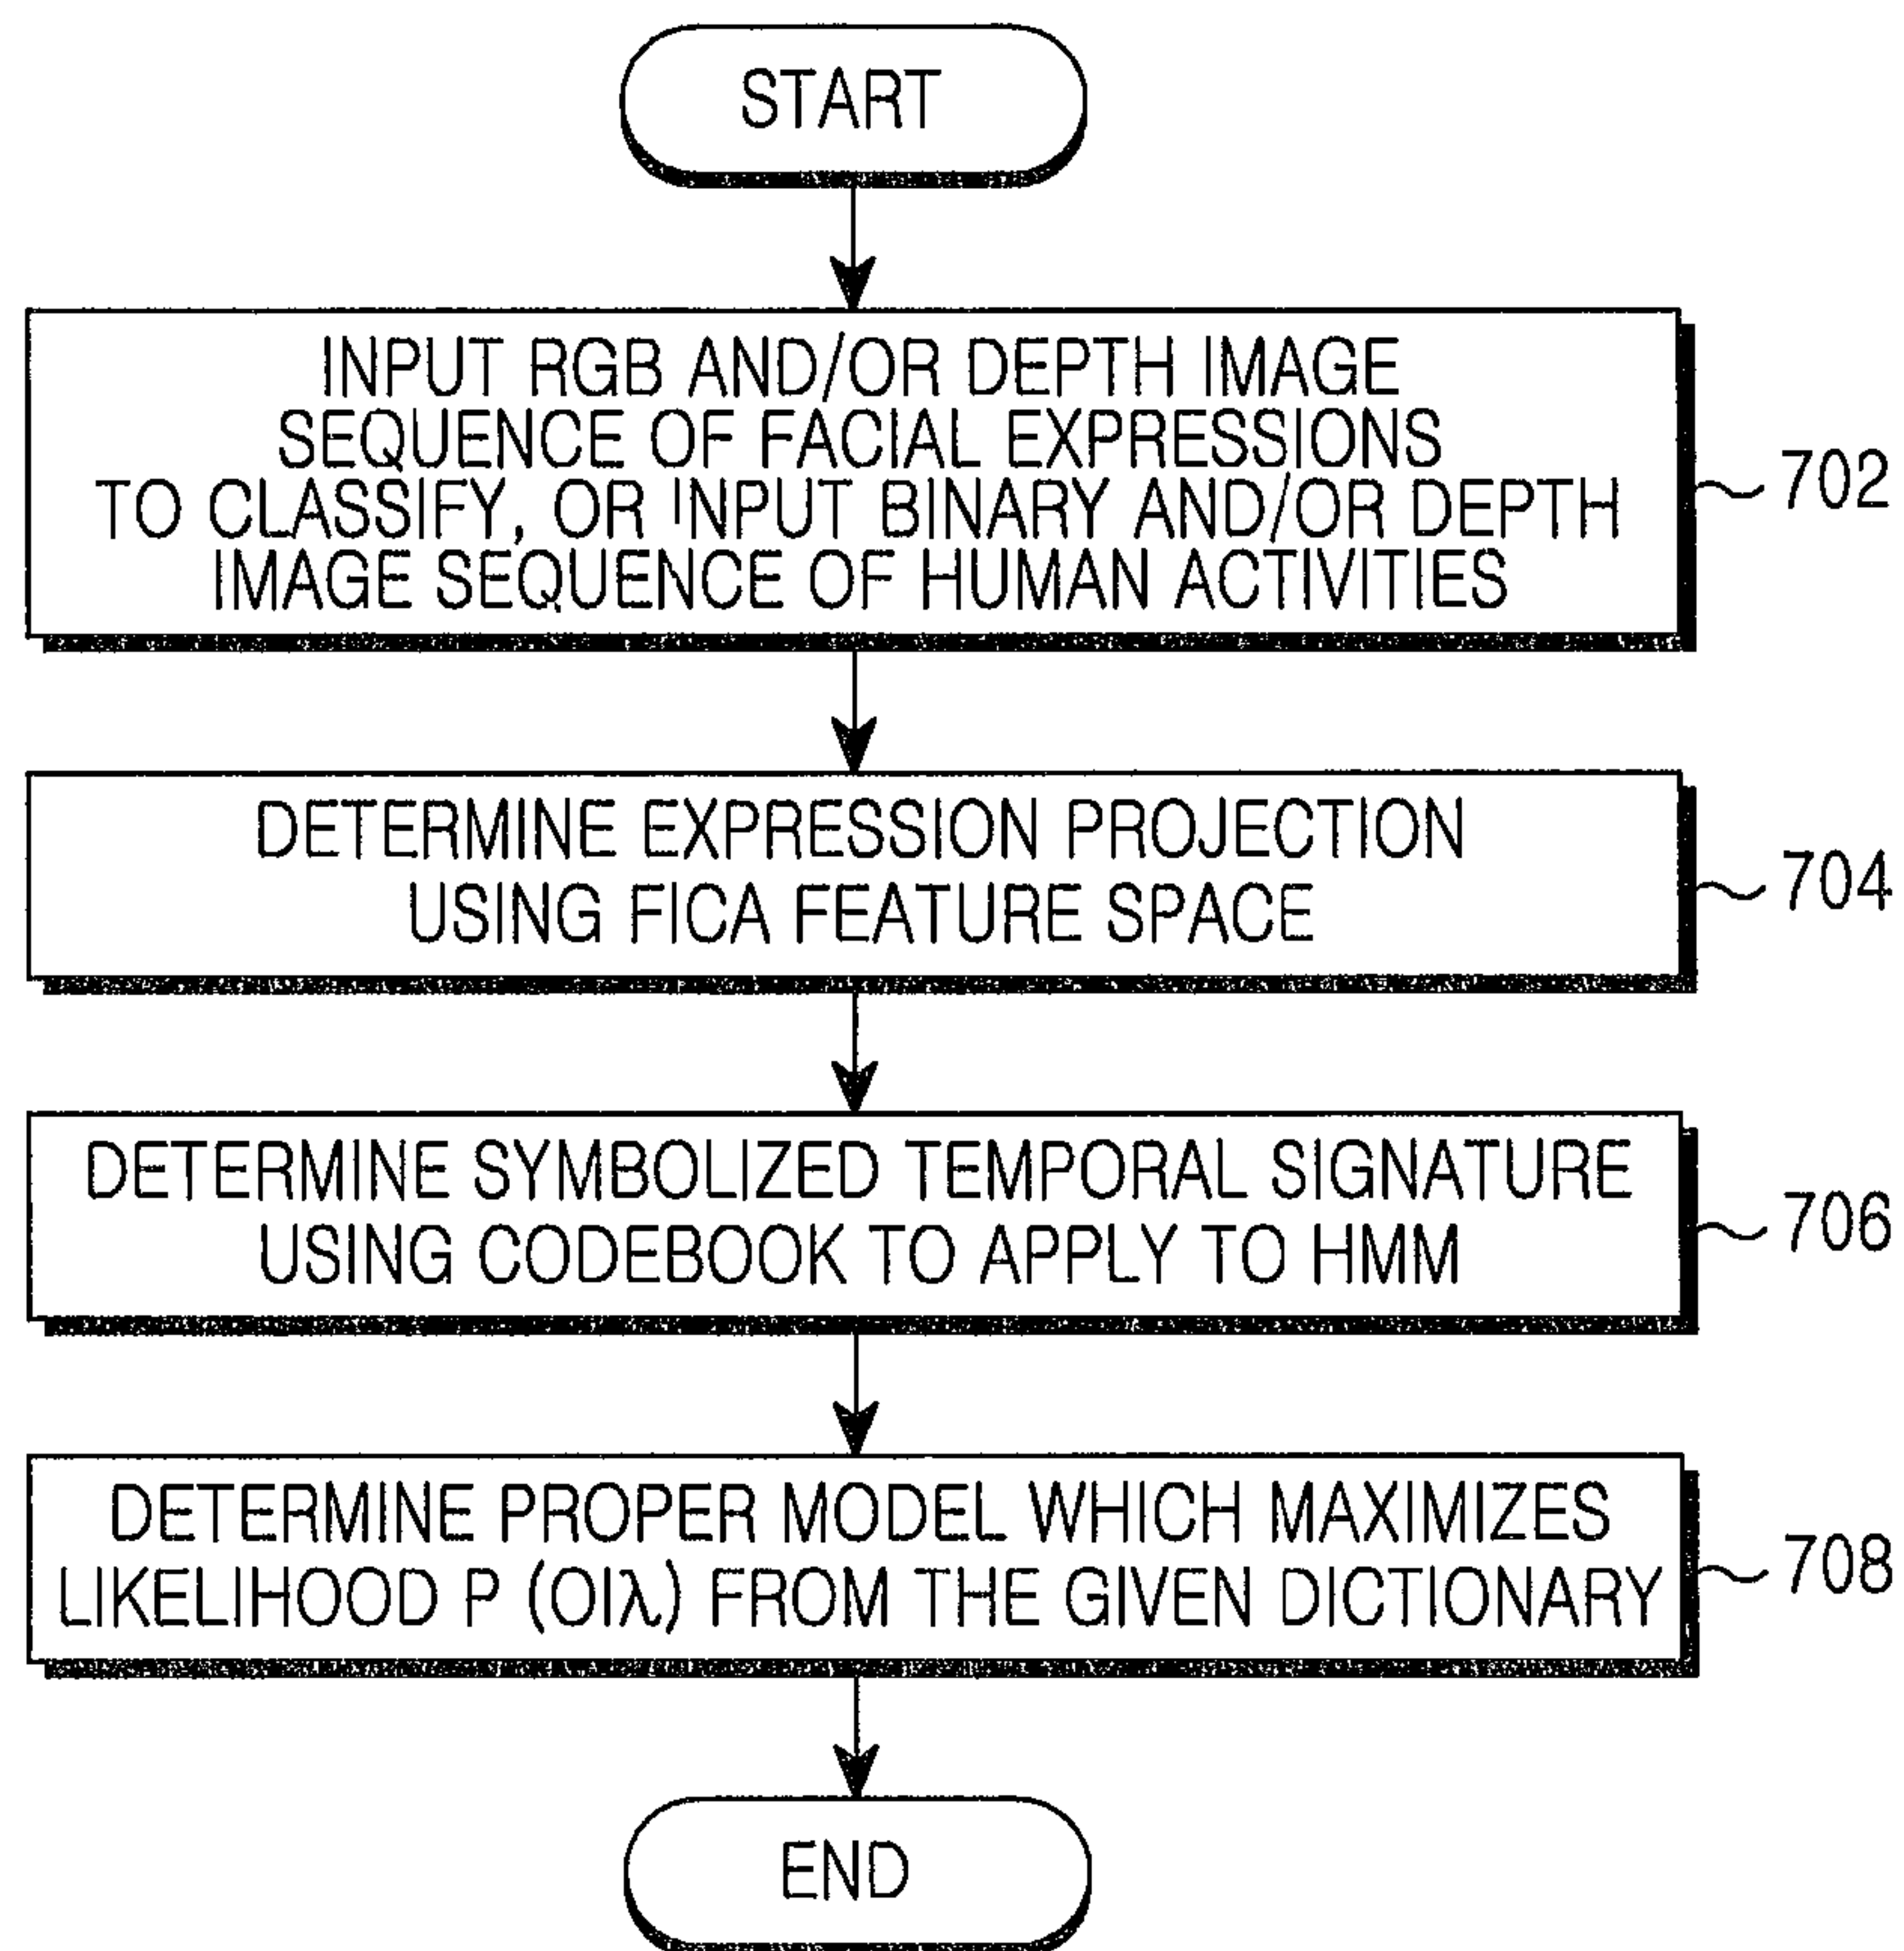 START
INPUT RGB AND/OR DEPTH IMAGE
SEQUENCE OF FACIAL EXPRESSIONS
TO CLASSIFY, OR INPUT BINARY AND/OR DEPTH
IMAGE SEQUENCE OF HUMAN ACTIVITIES
702
DETERMINE EXPRESSION PROJECTION
USING FICA FEATURE SPACE
704
DETERMINE SYMBOLIZED TEMPORAL SIGNATURE
USING CODEBOOK TO APPLY TO HMM
706
DETERMINE PROPER MODEL WHICH MAXIMIZES
LIKELIHOOD P (O|λ) FROM THE GIVEN DICTIONARY
708
END